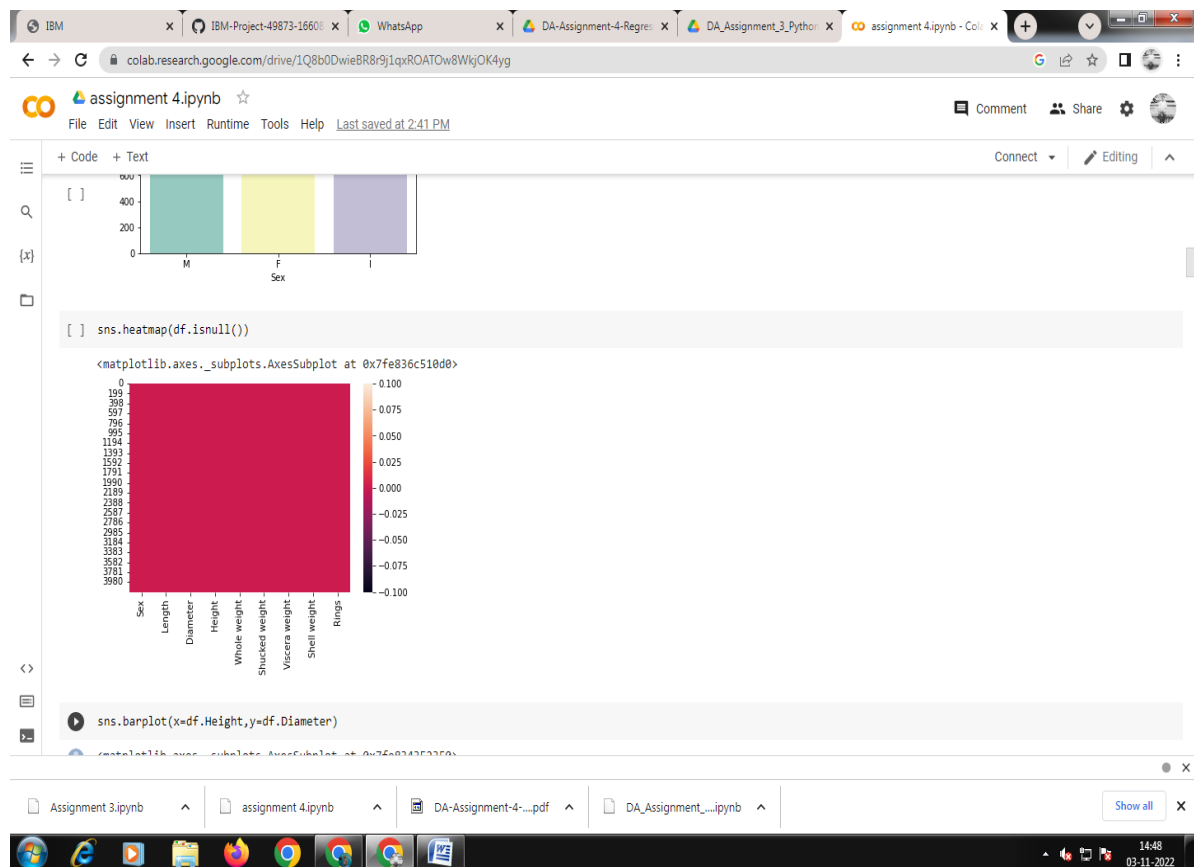 IBM
IBM-Project-49873-16608
WhatsApp
DA-Assignment-4-Regres
DA_Assignment_3_Python
assignment 4.ipynb - Cola
colab.research.google.com/drive/1Q8b0DwieBR8r9j1qxROATOw8WkjOK4yg
assignment 4.ipynb
Comment
Share
File Edit View Insert Runtime Tools Help Last saved at 2:41 PM
+ Code + Text
Connect
Editing
[ ]
600
400
200
0
M F I
Sex
[ ] sns.heatmap(df.isnull())
<matplotlib.axes._subplots.AxesSubplot at 0x7fe836c510d0>
0
199
398
597
796
995
1194
1393
1592
1791
1990
2189
2388
2587
2786
2985
3184
3383
3582
3781
3980
0.100
0.075
0.050
0.025
0.000
−0.025
−0.050
−0.075
−0.100
Sex
Length
Diameter
Height
Whole weight
Shucked weight
Viscera weight
Shell weight
Rings
{x}
sns.barplot(x=df.Height,y=df.Diameter)
Assignment 3.ipynb
assignment 4.ipynb
DA-Assignment-4-....pdf
DA_Assignment_....ipynb
Show all
14:48
03-11-2022